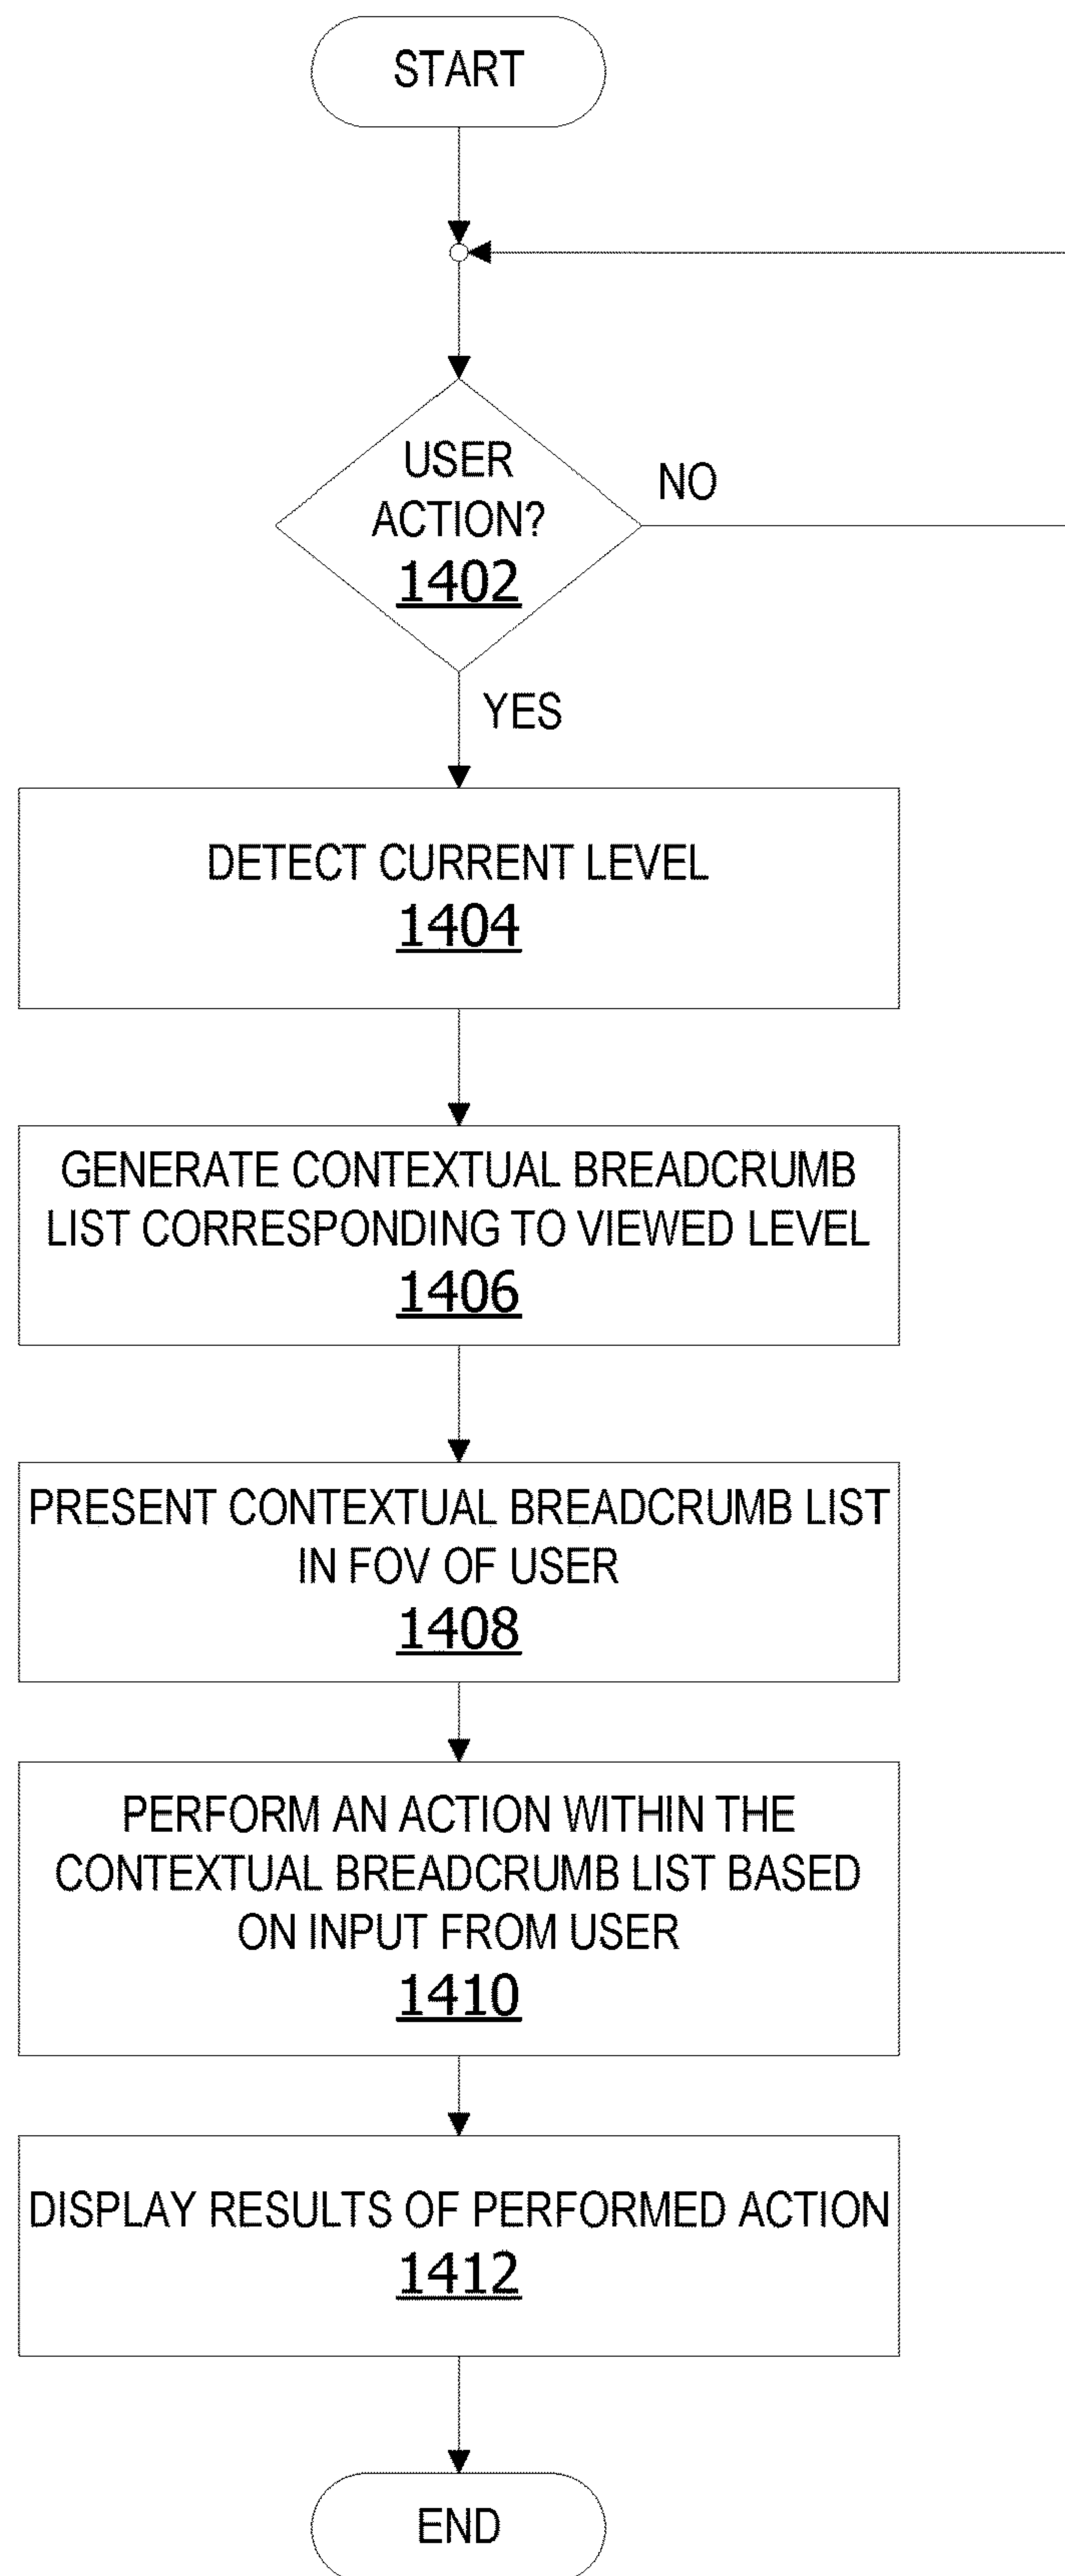 START
USER
ACTION?
1402
NO
YES
DETECT CURRENT LEVEL
1404
GENERATE CONTEXTUAL BREADCRUMB
LIST CORRESPONDING TO VIEWED LEVEL
1406
PRESENT CONTEXTUAL BREADCRUMB LIST
IN FOV OF USER
1408
PERFORM AN ACTION WITHIN THE
CONTEXTUAL BREADCRUMB LIST BASED
ON INPUT FROM USER
1410
DISPLAY RESULTS OF PERFORMED ACTION
1412
END